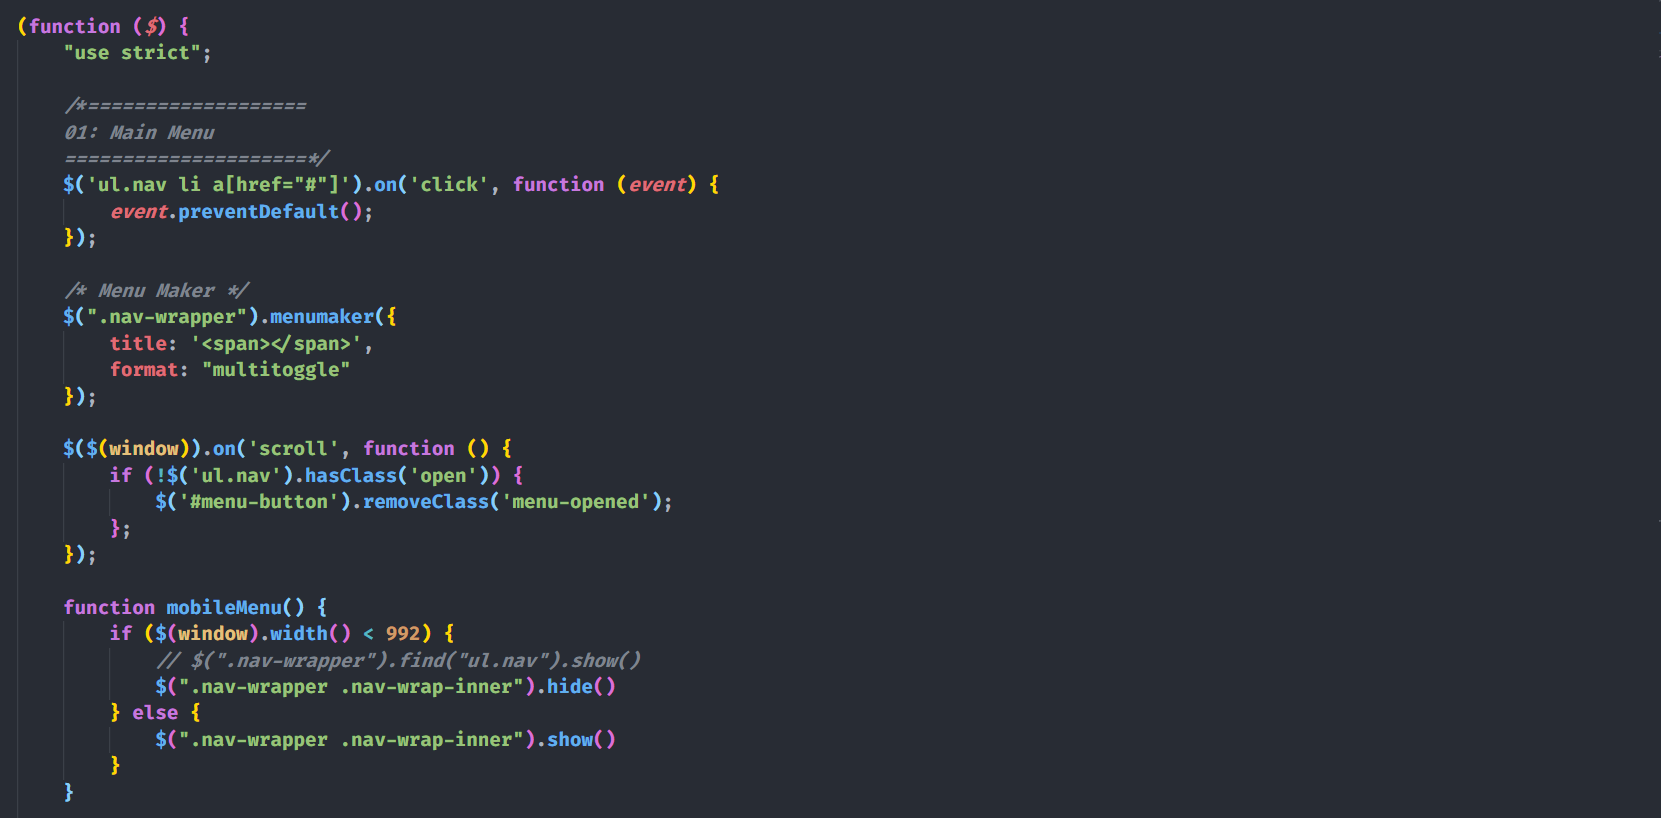 (function ($) {
    "use strict";

    /*===================
    01: Main Menu
    =====================*/
    $('ul.nav li a[href="#"]').on('click', function (event) {
        event.preventDefault();
    });

    /* Menu Maker */
    $(".nav-wrapper").menumaker({
        title: '<span></span>',
        format: "multitoggle"
    });

    $($(window)).on('scroll', function () {
        if (!$('ul.nav').hasClass('open')) {
            $('#menu-button').removeClass('menu-opened');
        };
    });

    function mobileMenu() {
        if ($(window).width() < 992) {
            // $(".nav-wrapper").find("ul.nav").show()
            $(".nav-wrapper .nav-wrap-inner").hide()
        } else {
            $(".nav-wrapper .nav-wrap-inner").show()
        }
    }